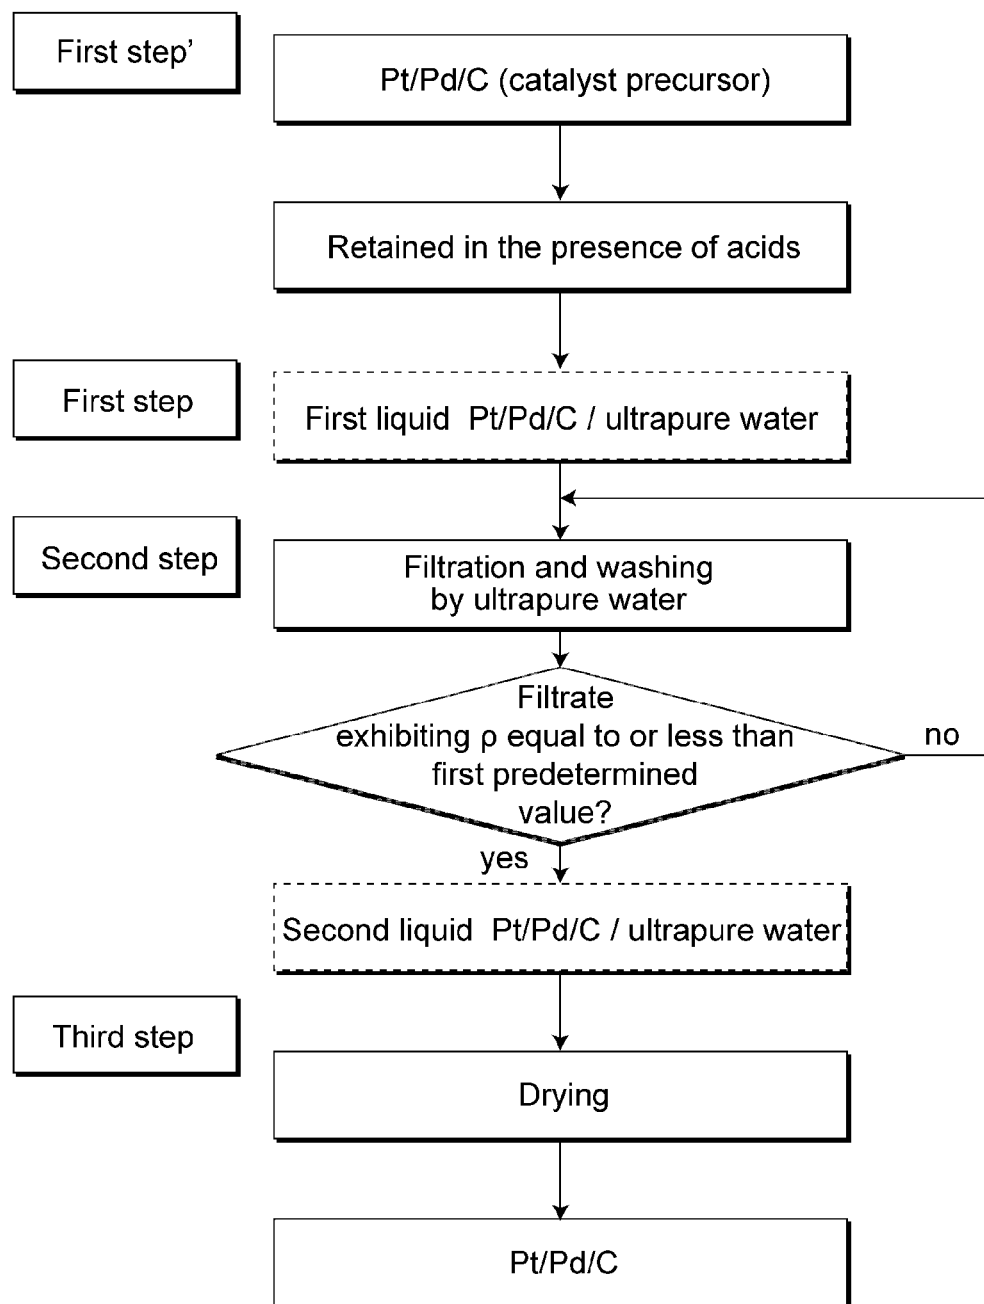 First step’
Pt/Pd/C (catalyst precursor)
Retained in the presence of acids
First step
First liquid  Pt/Pd/C / ultrapure water
Second step
Filtration and washing
by ultrapure water
Filtrate
exhibiting ρ equal to or less than
first predetermined
value?
no
yes
Second liquid  Pt/Pd/C / ultrapure water
Third step
Drying
Pt/Pd/C